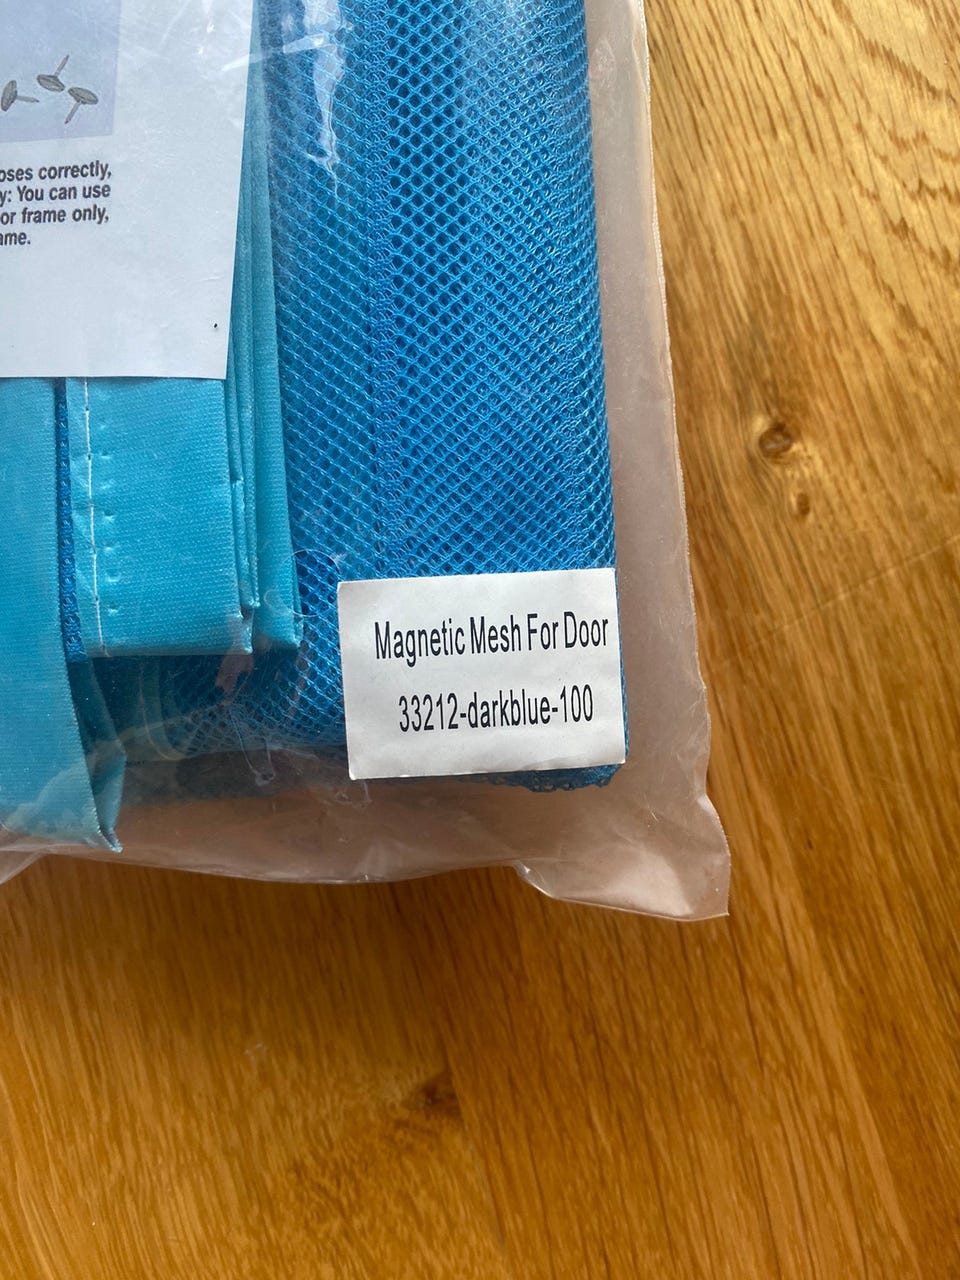 oses correctly,
y: You can use
or frame only,
ame.
Magnetic Mesh For Door
33212-darkblue-100